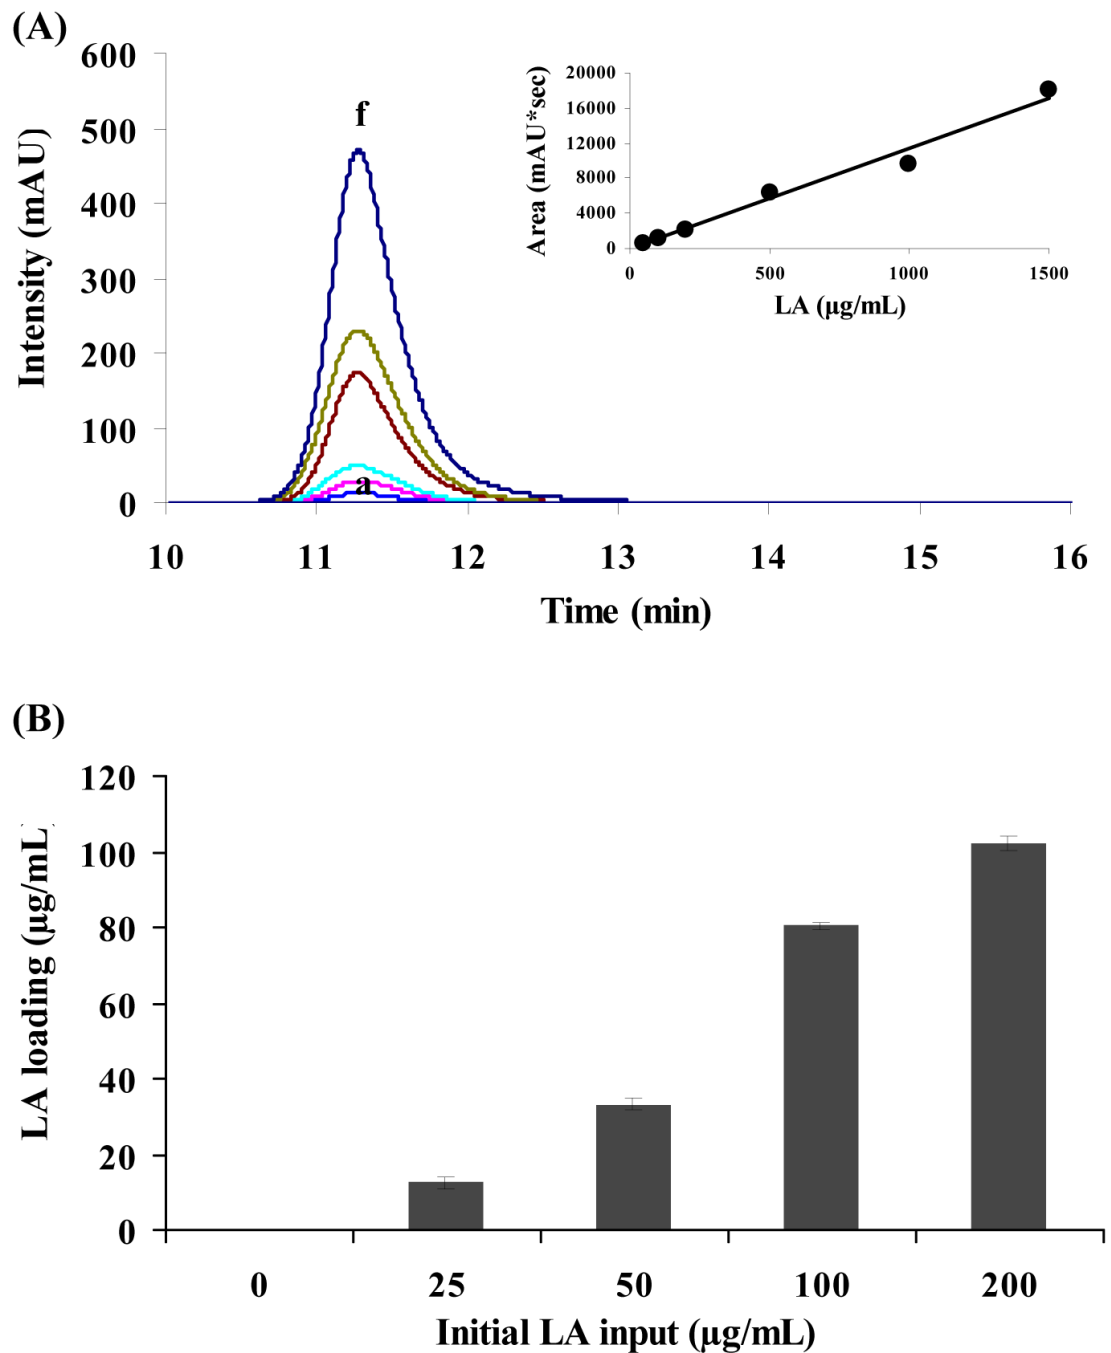 (A)
600
500
400
300
200
100
0
Intensity (mAU)
f
a
10 11 12 13 14 15 16
Time (min)
20000
16000
12000
8000
4000
0
Area (mAU*sec)
0 500 1000 1500
LA (µg/mL)
(B)
120
100
80
60
40
20
0
LA loading (µg/mL)
0 25 50 100 200
Initial LA input (µg/mL)